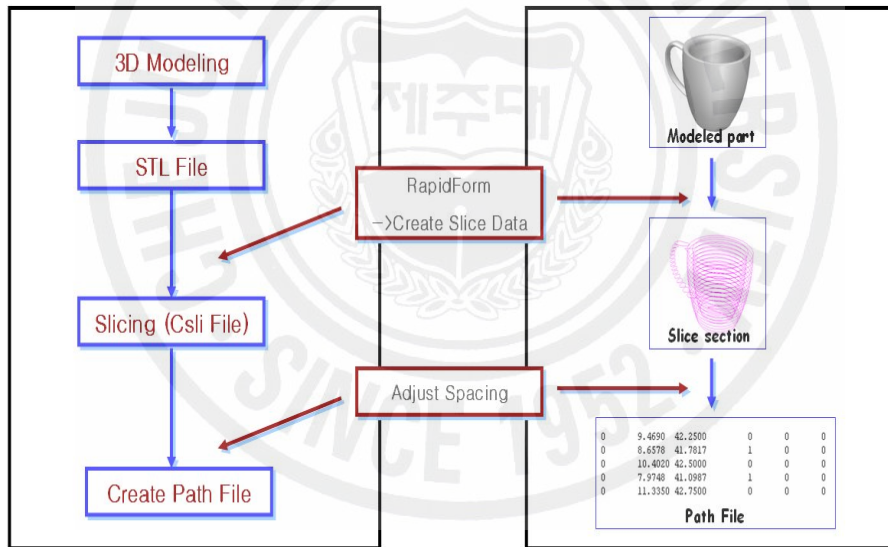 3D Modeling
STL File
Slicing (Csli File)
Create Path File
RapidForm
->Create Slice Data
Adjust Spacing
Modeled part
Slice section
0 9.4690 42.2500 0 0 0
0 8.6578 41.7817 1 0 0
0 10.4020 42.5000 0 0 0
0 7.9748 41.0987 1 0 0
0 11.3350 42.7500 0 0 0
Path File
제주대
SINCE 1952